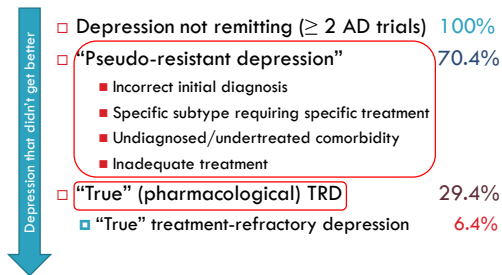 Depression that didn't get better
Depression not remitting (≥ 2 AD trials) 100%
“Pseudo-resistant depression” 70.4%
Incorrect initial diagnosis
Specific subtype requiring specific treatment
Undiagnosed/undertreated comorbidity
Inadequate treatment
“True” (pharmacological) TRD 29.4%
“True” treatment-refractory depression 6.4%